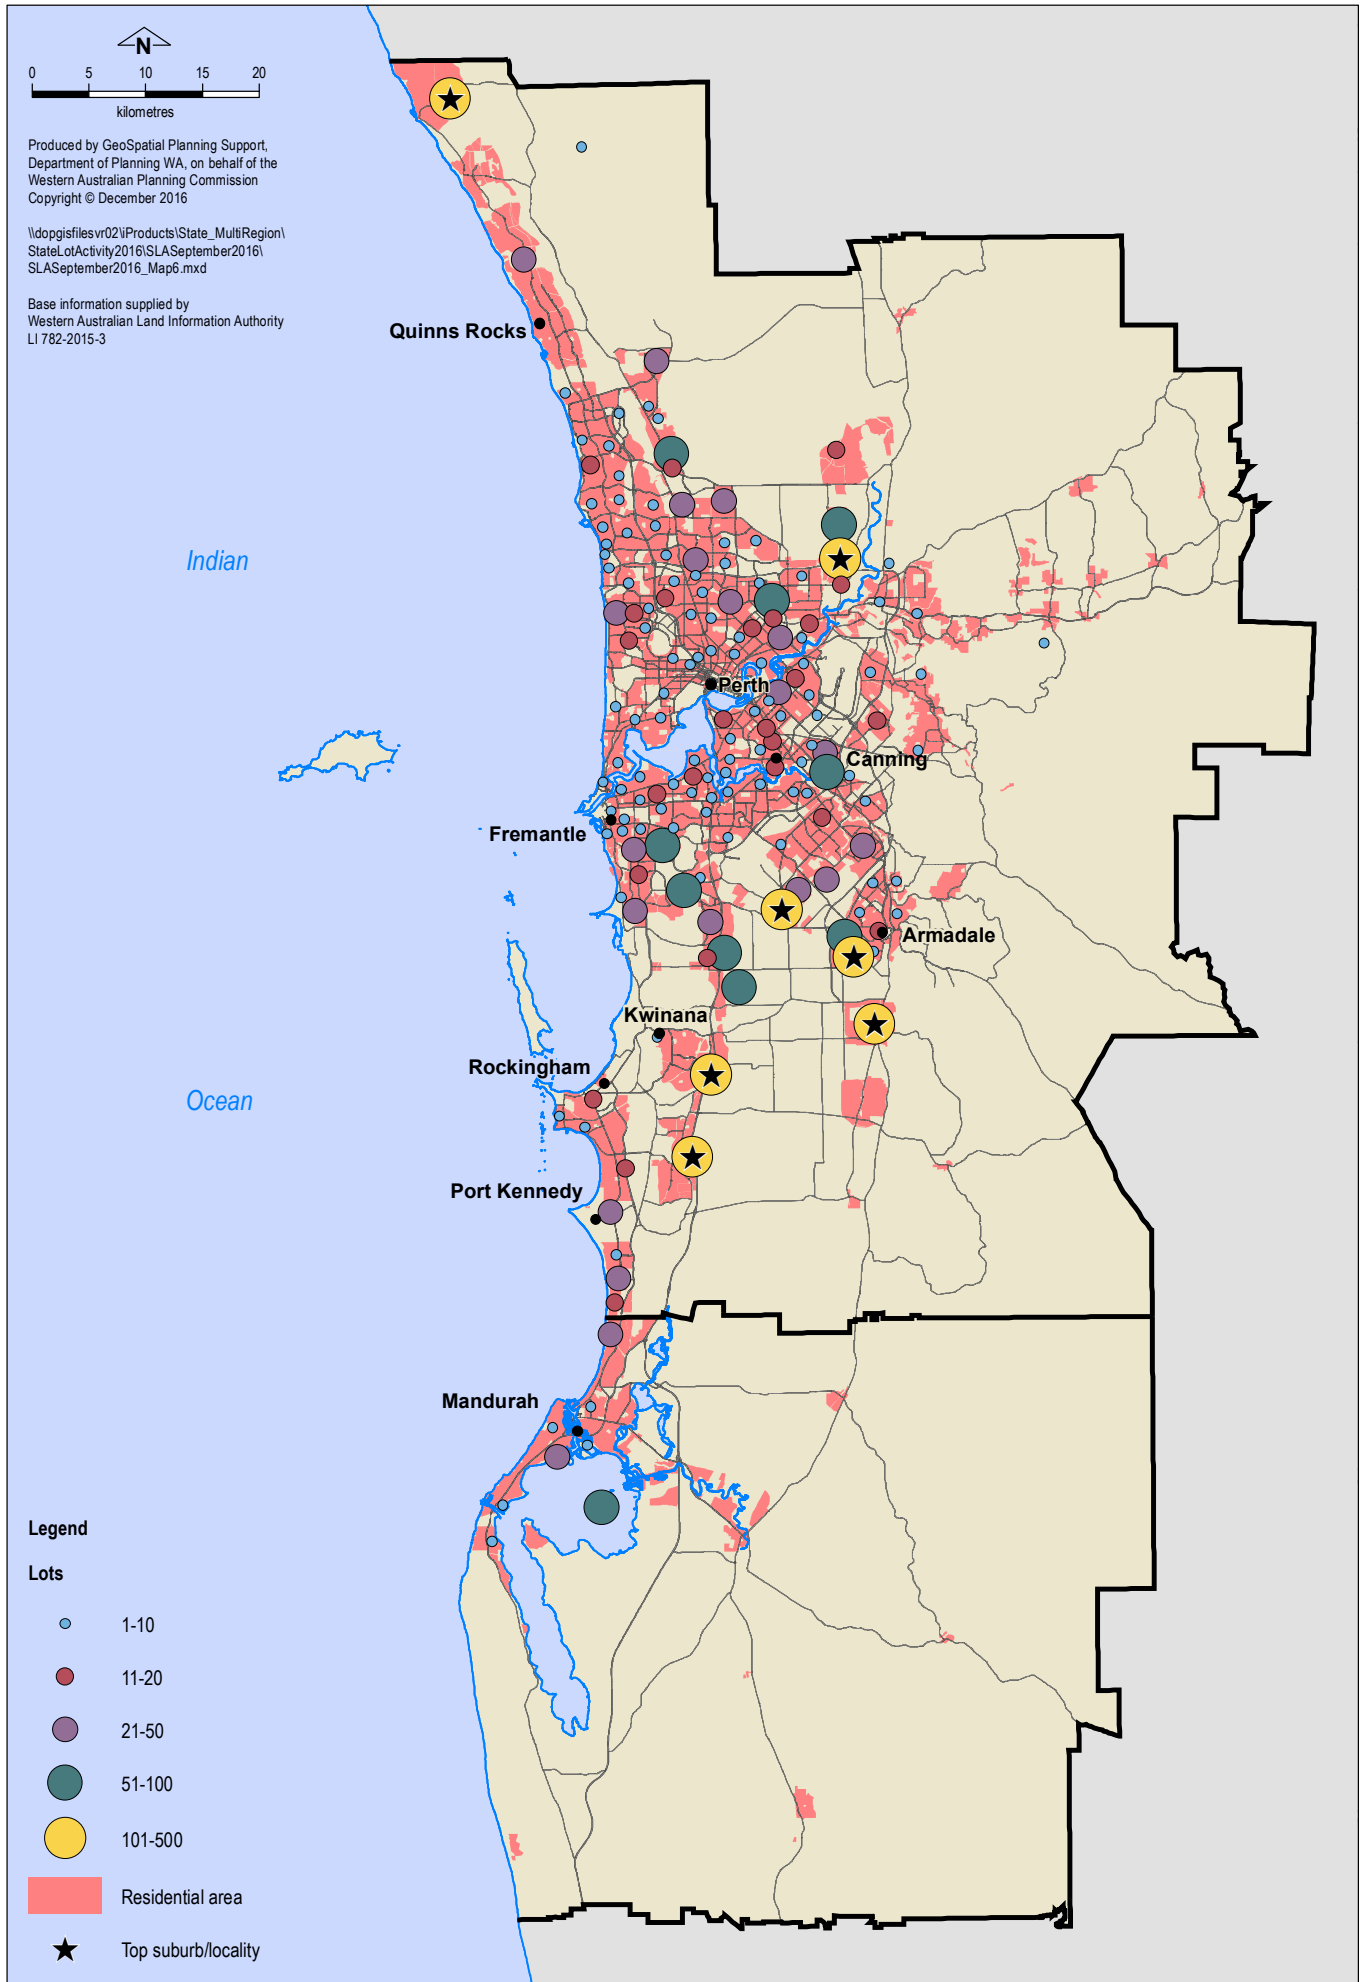 N
0 5 10 15 20
kilometres
Produced by GeoSpatial Planning Support,
Department of Planning WA, on behalf of the
Western Australian Planning Commission
Copyright © December 2016
\\dopgisfilesvr02\iProducts\State_MultiRegion\
StateLotActivity2016\SLASeptember2016\
SLASeptember2016_Map6.mxd
Base information supplied by
Western Australian Land Information Authority
LI 782-2015-3
Quinns Rocks
Indian
Perth
Canning
Fremantle
Armadale
Kwinana
Rockingham
Ocean
Port Kennedy
Mandurah
Legend
Lots
1-10
11-20
21-50
51-100
101-500
Residential area
Top suburb/locality